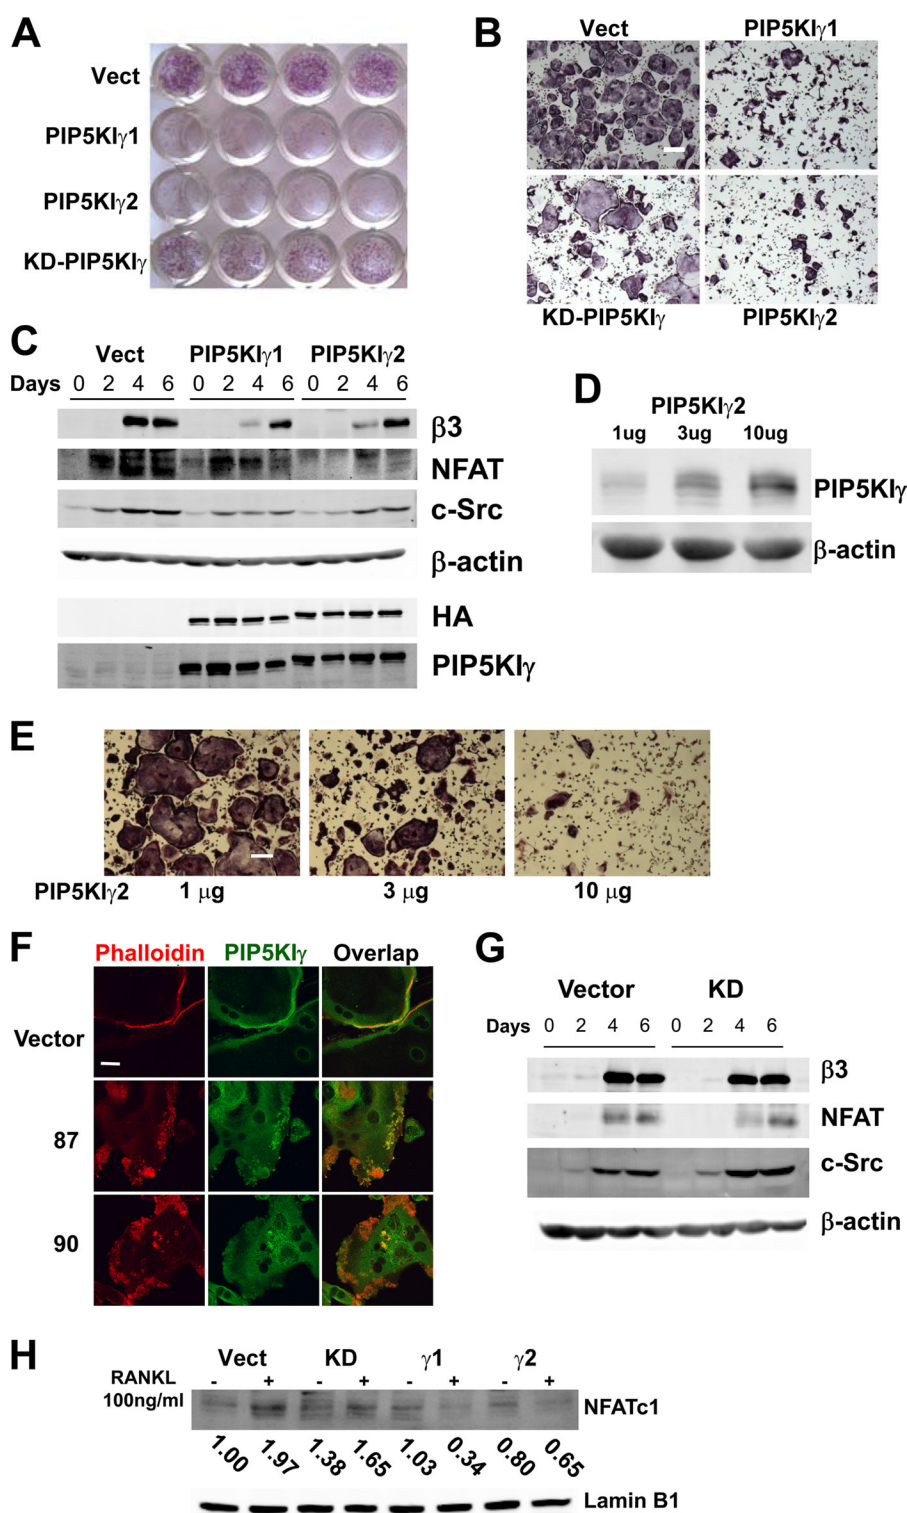 A
Vect
PIP5KIγ1
PIP5KIγ2
KD-PIP5KIγ
B
Vect PIP5KIγ1
KD-PIP5KIγ PIP5KIγ2
C
Vect PIP5KIγ1 PIP5KIγ2
Days 0 2 4 6 0 2 4 6 0 2 4 6
β3
NFAT
c-Src
β-actin
HA
PIP5KIγ
D
PIP5KIγ2
1ug 3ug 10ug
PIP5KIγ
β-actin
E
PIP5KIγ2 1 μg 3 μg 10 μg
F
Phalloidin PIP5KIγ Overlap
Vector
87
90
G
Vector KD
Days 0 2 4 6 0 2 4 6
β3
NFAT
c-Src
β-actin
H
Vect KD γ1 γ2
RANKL - + - + - + - +
100ng/ml
NFATc1
1.00 1.97 1.38 1.65 1.03 0.34 0.80 0.65
Lamin B1